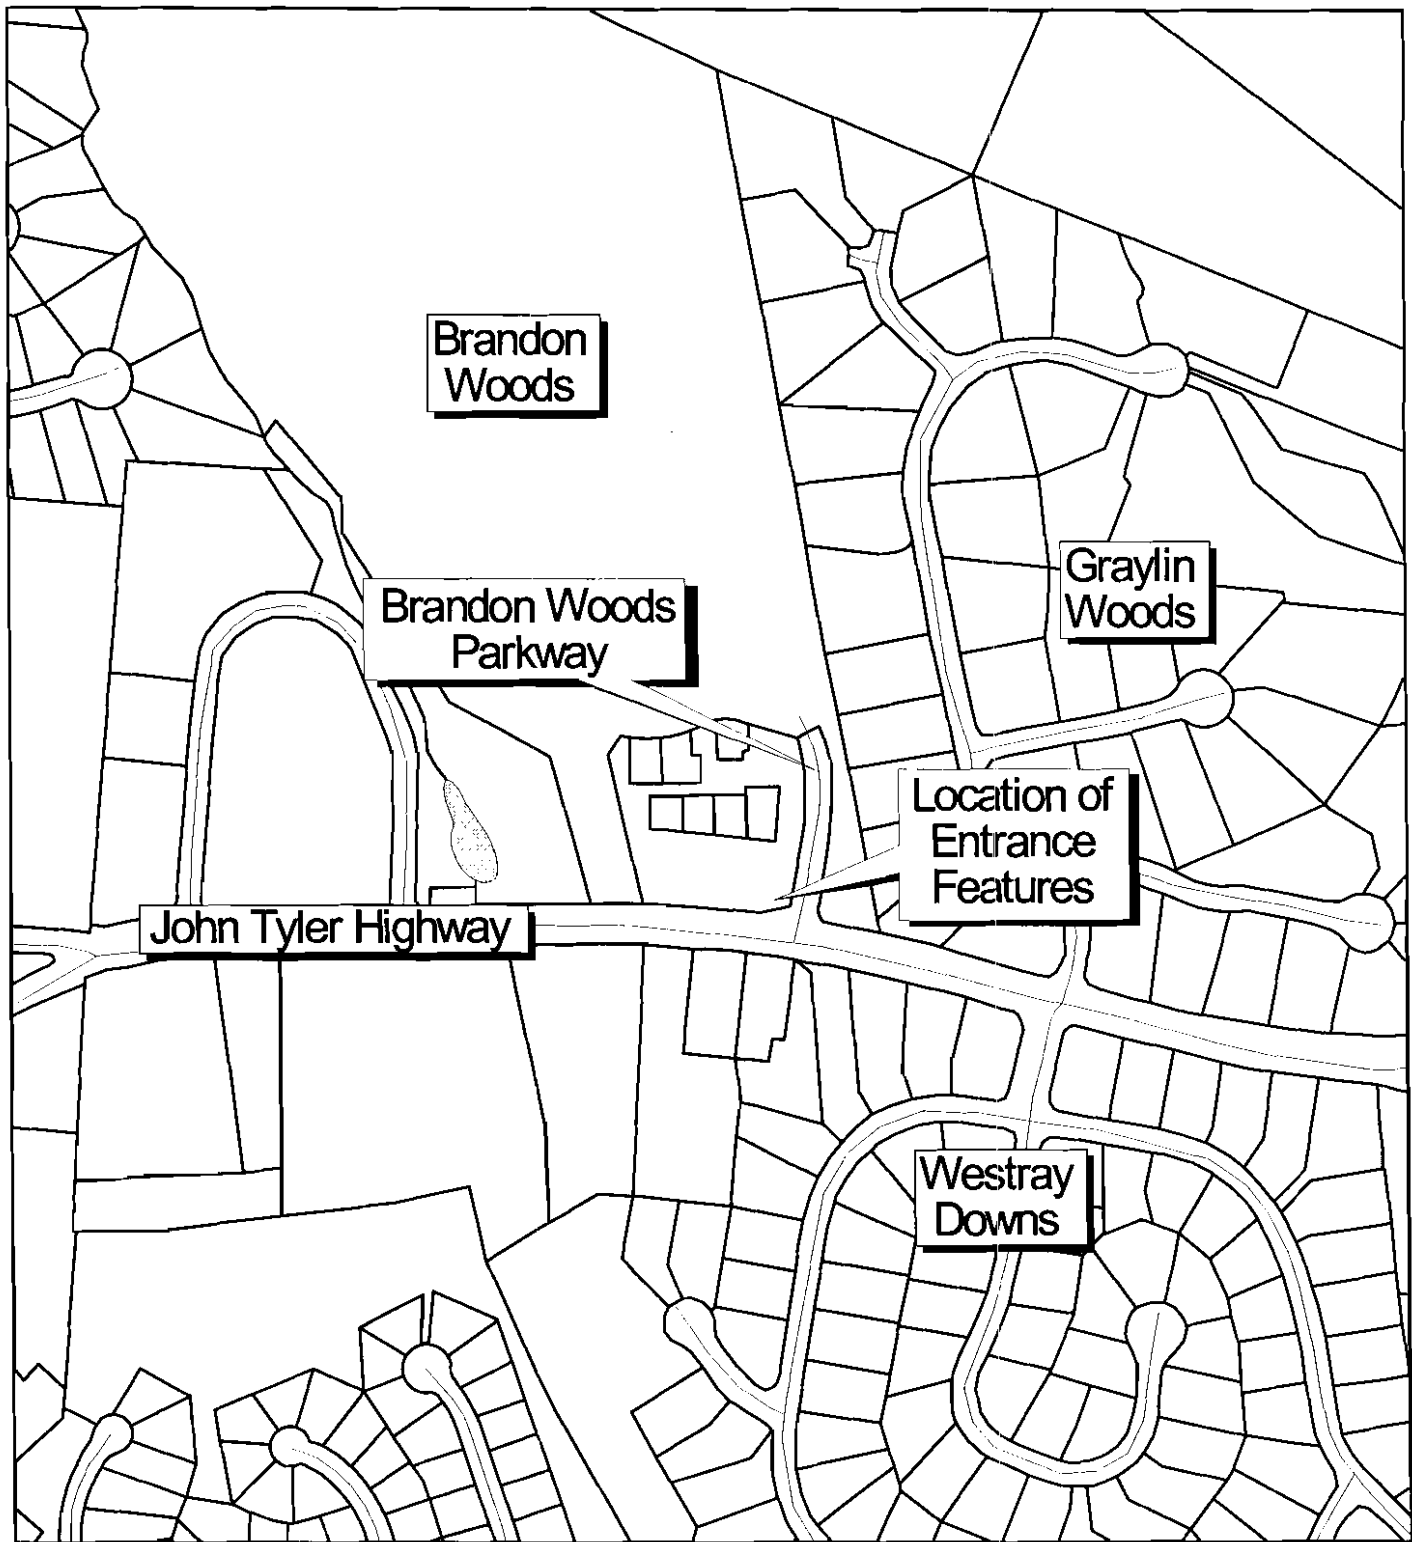 Brandon
Woods
Graylin
Woods
Brandon Woods
Parkway
Location of
Entrance
Features
John Tyler Highway
Westray
Downs